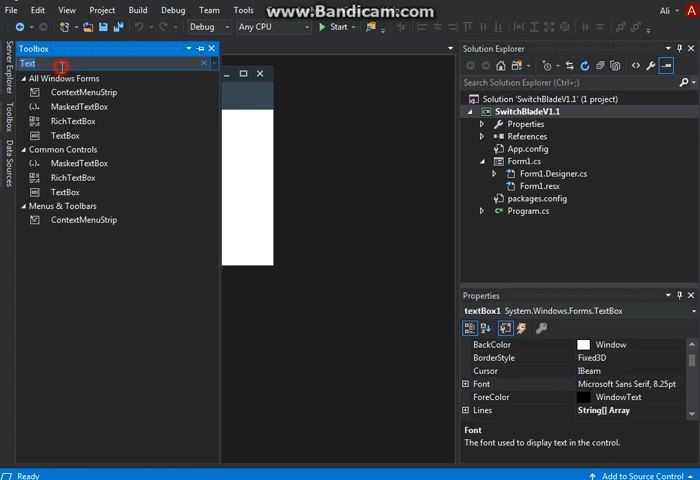 File Edit View Project Build Debug Team Tools www.Bandicam.com Ali A
Debug Any CPU Start
Server Explorer
Toolbox
Data Sources
Toolbox
Text
All Windows Forms
ContextMenuStrip
MaskedTextBox
RichTextBox
TextBox
Common Controls
MaskedTextBox
RichTextBox
TextBox
Menus & Toolbars
ContextMenuStrip
Solution Explorer
Search Solution Explorer (Ctrl+;)
Solution 'SwitchBladeV1.1' (1 project)
SwitchBladeV1.1
Properties
References
App.config
Form1.cs
Form1.Designer.cs
Form1.resx
packages.config
Program.cs
Properties
textBox1 System.Windows.Forms.TextBox
BackColor Window
BorderStyle Fixed3D
Cursor IBeam
Font Microsoft Sans Serif, 8.25pt
ForeColor WindowText
Lines String[] Array
Font
The font used to display text in the control.
Ready Add to Source Control